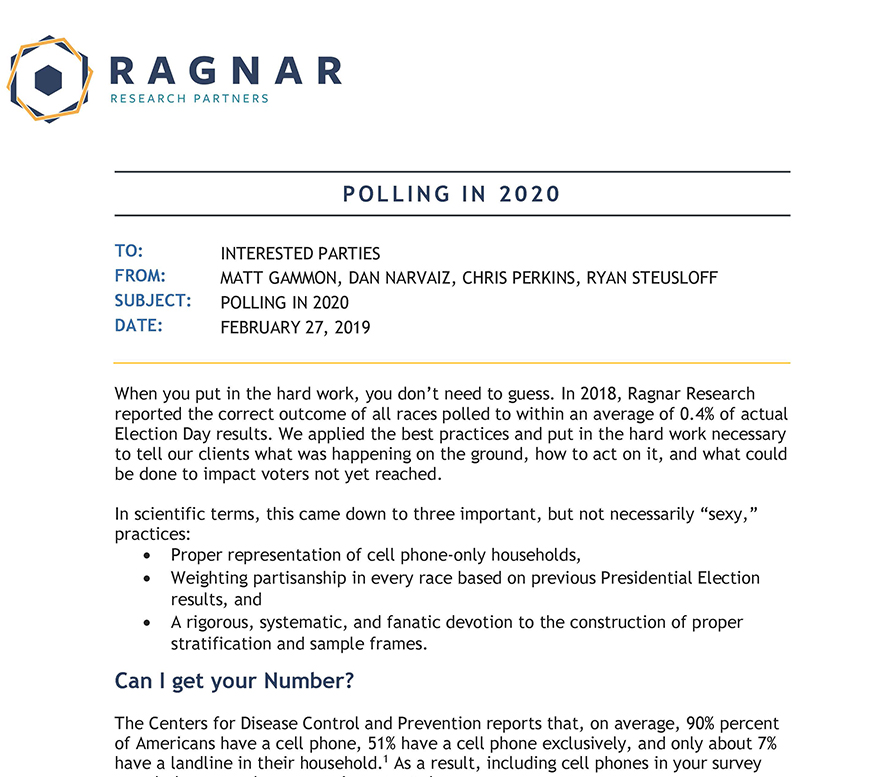 RAGNAR
RESEARCH PARTNERS
POLLING IN 2020
TO: INTERESTED PARTIES
FROM: MATT GAMMON, DAN NARVAIZ, CHRIS PERKINS, RYAN STEUSLOFF
SUBJECT: POLLING IN 2020
DATE: FEBRUARY 27, 2019
When you put in the hard work, you don’t need to guess. In 2018, Ragnar Research
reported the correct outcome of all races polled to within an average of 0.4% of actual
Election Day results. We applied the best practices and put in the hard work necessary
to tell our clients what was happening on the ground, how to act on it, and what could
be done to impact voters not yet reached.
In scientific terms, this came down to three important, but not necessarily “sexy,”
practices:
• Proper representation of cell phone-only households,
• Weighting partisanship in every race based on previous Presidential Election
results, and
• A rigorous, systematic, and fanatic devotion to the construction of proper
stratification and sample frames.
Can I get your Number?
The Centers for Disease Control and Prevention reports that, on average, 90% percent
of Americans have a cell phone, 51% have a cell phone exclusively, and only about 7%
have a landline in their household.¹ As a result, including cell phones in your survey